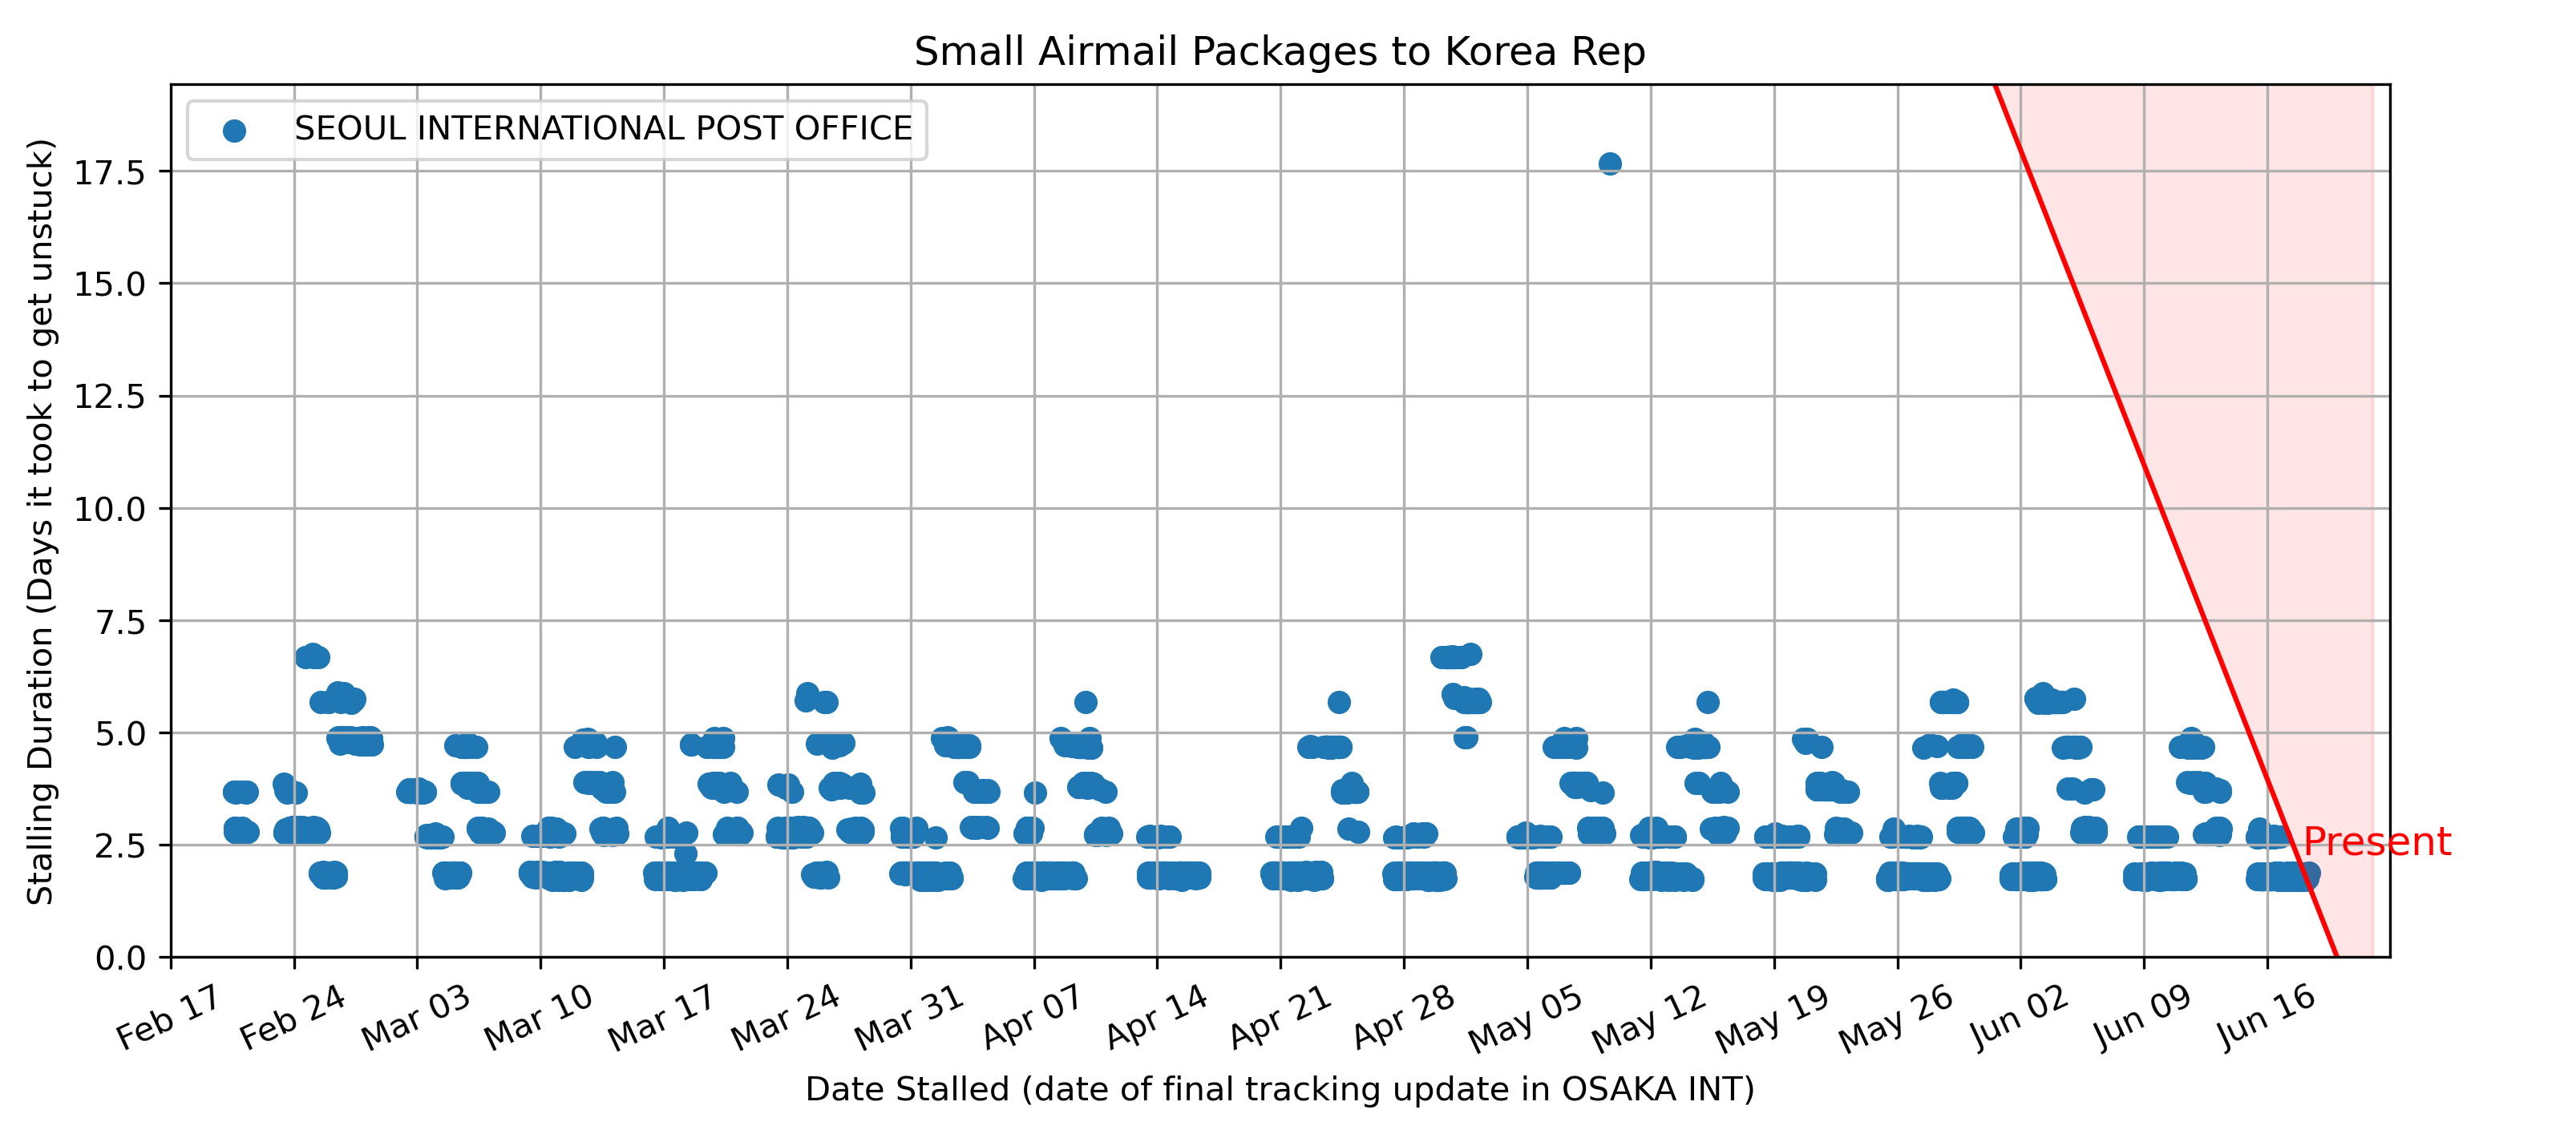 Small Airmail Packages to Korea Rep
SEOUL INTERNATIONAL POST OFFICE
Stalling Duration (Days it took to get unstuck)
17.5
15.0
12.5
10.0
7.5
5.0
2.5
0.0
Present
Feb 17
Feb 24
Mar 03
Mar 10
Mar 17
Mar 24
Mar 31
Apr 07
Apr 14
Apr 21
Apr 28
May 05
May 12
May 19
May 26
Jun 02
Jun 09
Jun 16
Date Stalled (date of final tracking update in OSAKA INT)